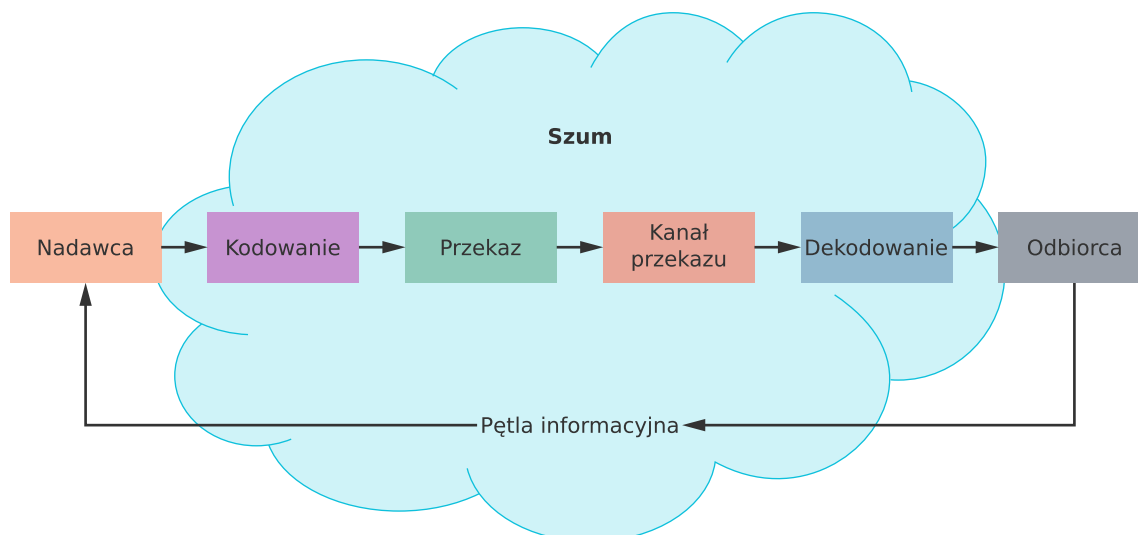 Szum
Nadawca
Kodowanie
Przekaz
Kanał
przekazu
Dekodowanie
Odbiorca
Pętla informacyjna